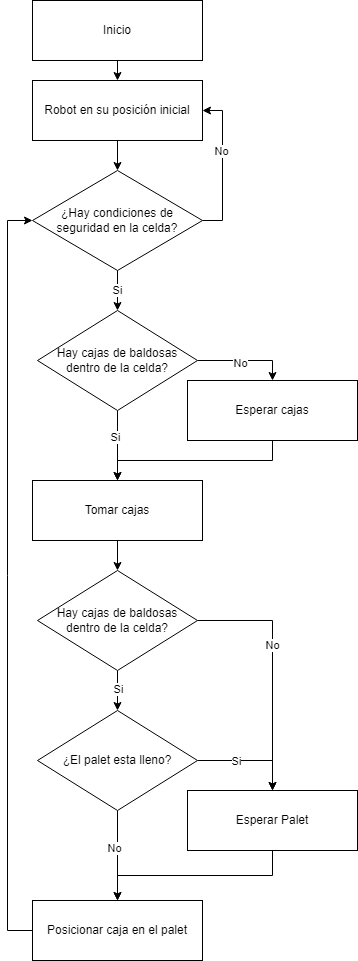 Inicio
Robot en su posición inicial
No
¿Hay condiciones de
seguridad en la celda?
Si
Hay cajas de baldosas
dentro de la celda?
No
Esperar cajas
Si
Tomar cajas
Hay cajas de baldosas
dentro de la celda?
No
Si
¿El palet esta lleno?
Si
Esperar Palet
No
Posicionar caja en el palet